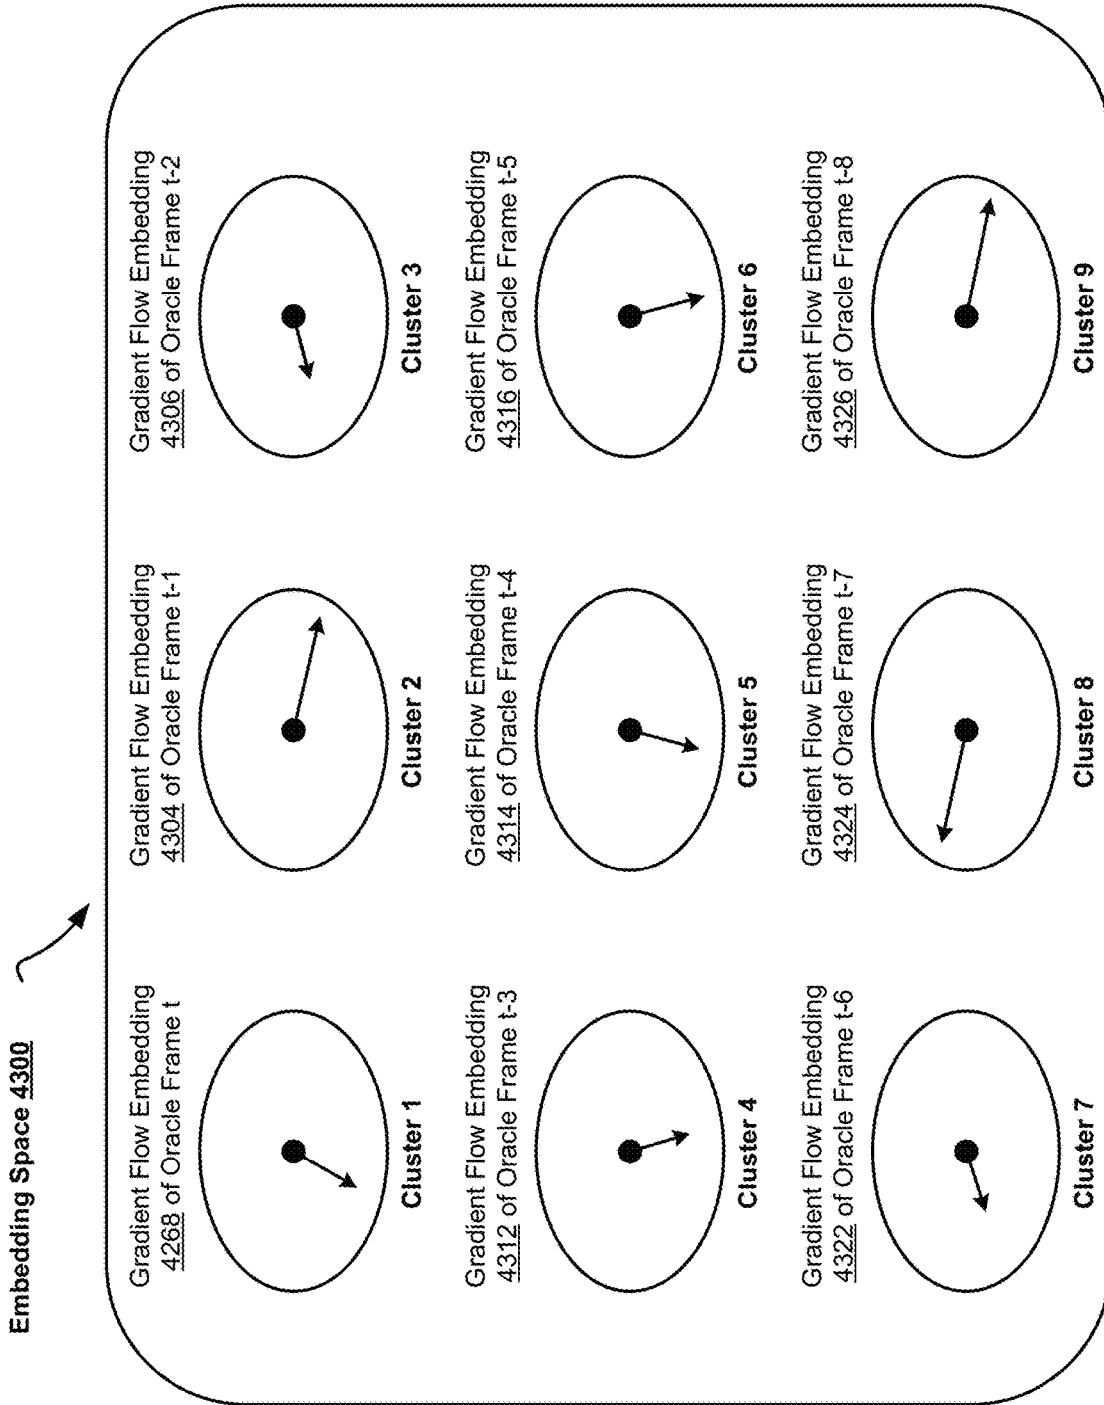 Embedding Space 4300
Gradient Flow Embedding
4268 of Oracle Frame t
Cluster 1
Gradient Flow Embedding
4304 of Oracle Frame t-1
Cluster 2
Gradient Flow Embedding
4306 of Oracle Frame t-2
Cluster 3
Gradient Flow Embedding
4312 of Oracle Frame t-3
Cluster 4
Gradient Flow Embedding
4314 of Oracle Frame t-4
Cluster 5
Gradient Flow Embedding
4316 of Oracle Frame t-5
Cluster 6
Gradient Flow Embedding
4322 of Oracle Frame t-6
Cluster 7
Gradient Flow Embedding
4324 of Oracle Frame t-7
Cluster 8
Gradient Flow Embedding
4326 of Oracle Frame t-8
Cluster 9